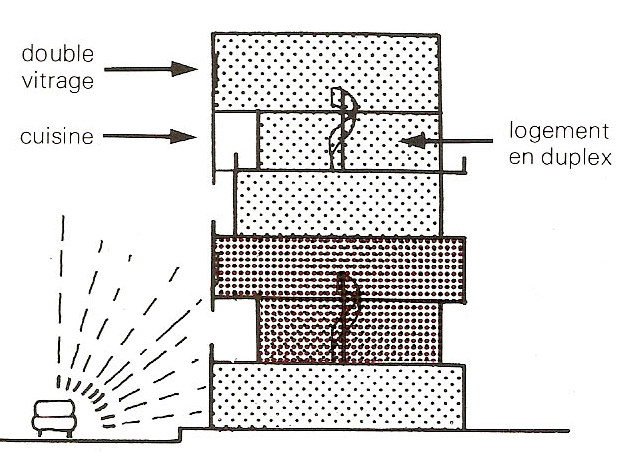 double
vitrage
cuisine
logement
en duplex